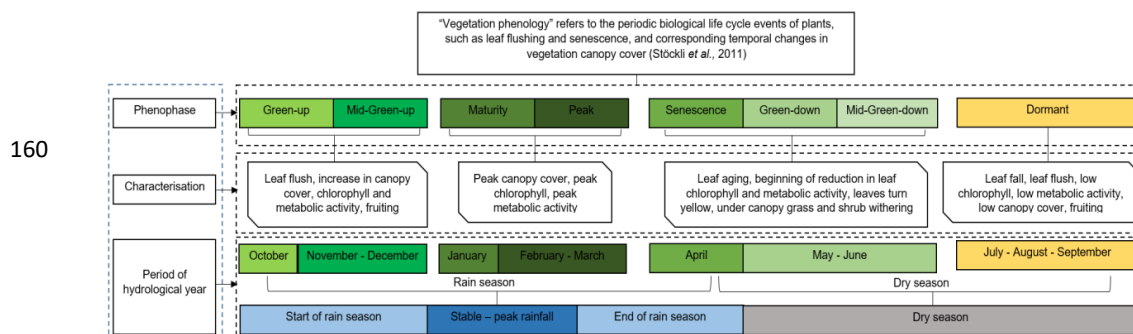 “Vegetation phenology” refers to the periodic biological life cycle events of plants,
such as leaf flushing and senescence, and corresponding temporal changes in
vegetation canopy cover (Stöckli et al., 2011)
Phenophase
Green-up
Mid-Green-up
Maturity
Peak
Senescence
Green-down
Mid-Green-down
Dormant
160
Characterisation
Leaf flush, increase in canopy
cover, chlorophyll and
metabolic activity, fruiting
Peak canopy cover, peak
chlorophyll, peak
metabolic activity
Leaf aging, beginning of reduction in leaf
chlorophyll and metabolic activity, leaves turn
yellow, under canopy grass and shrub withering
Leaf fall, leaf flush, low
chlorophyll, low metabolic activity,
low canopy cover, fruiting
Period of
hydrological year
October
November - December
January
February - March
April
May - June
July - August - September
Rain season
Dry season
Start of rain season
Stable – peak rainfall
End of rain season
Dry season